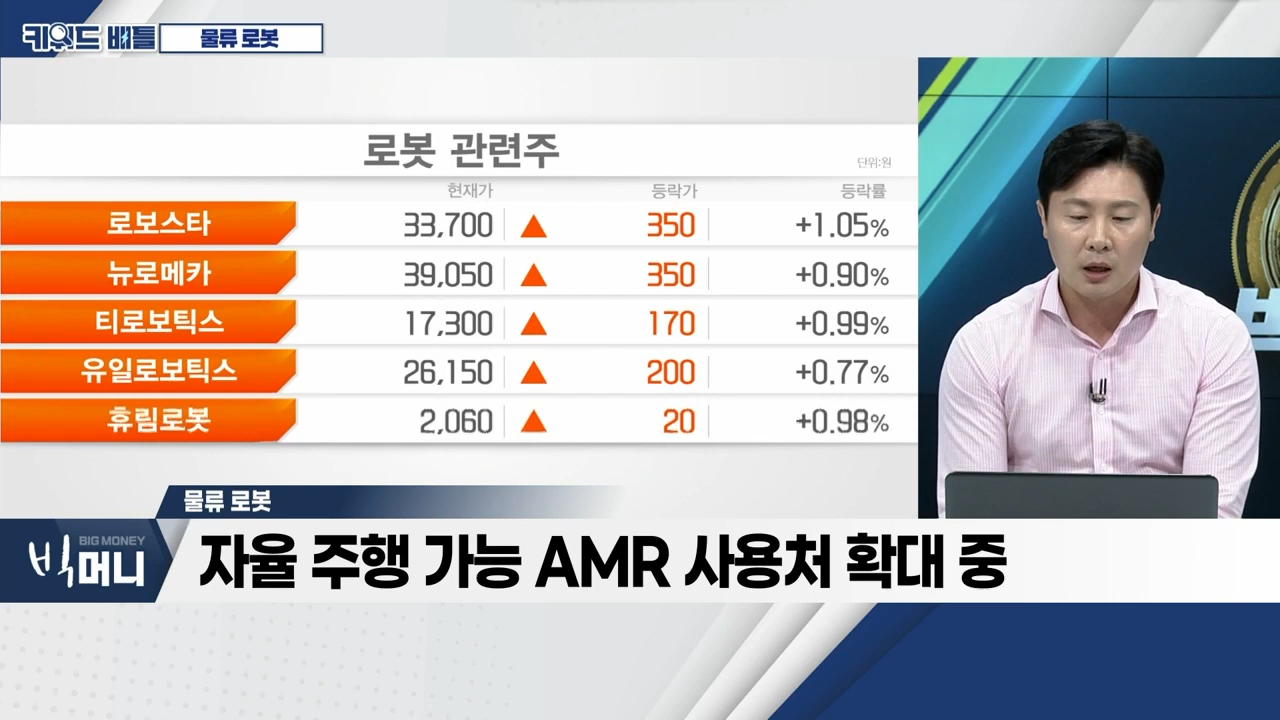 키워드 배틀 물류 로봇
로봇 관련주
단위:원
현재가 등락가 등락률
로보스타 33,700 ▲ 350 +1.05%
뉴로메카 39,050 ▲ 350 +0.90%
티로보틱스 17,300 ▲ 170 +0.99%
유일로보틱스 26,150 ▲ 200 +0.77%
휴림로봇 2,060 ▲ 20 +0.98%
물류 로봇
BIG MONEY
빅머니
자율 주행 가능 AMR 사용처 확대 중